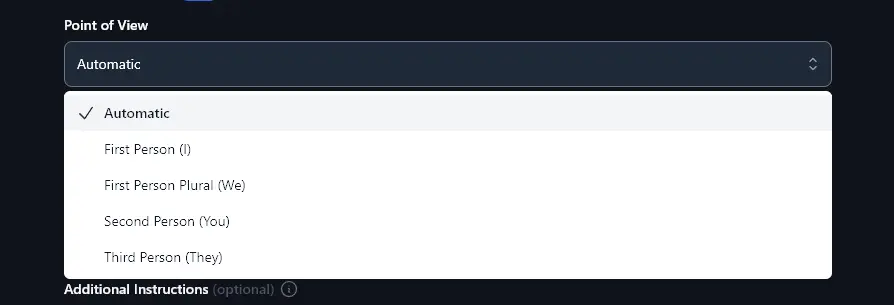 Point of View
Automatic
Automatic
First Person (I)
First Person Plural (We)
Second Person (You)
Third Person (They)
Additional Instructions (optional)